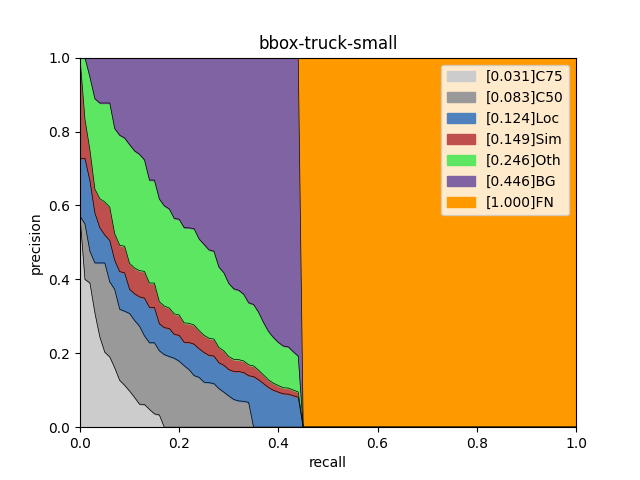 bbox-truck-small
1.0
0.8
0.6
0.4
0.2
0.0
precision
[0.031]C75
[0.083]C50
[0.124]Loc
[0.149]Sim
[0.246]Oth
[0.446]BG
[1.000]FN
0.0 0.2 0.4 0.6 0.8 1.0
recall